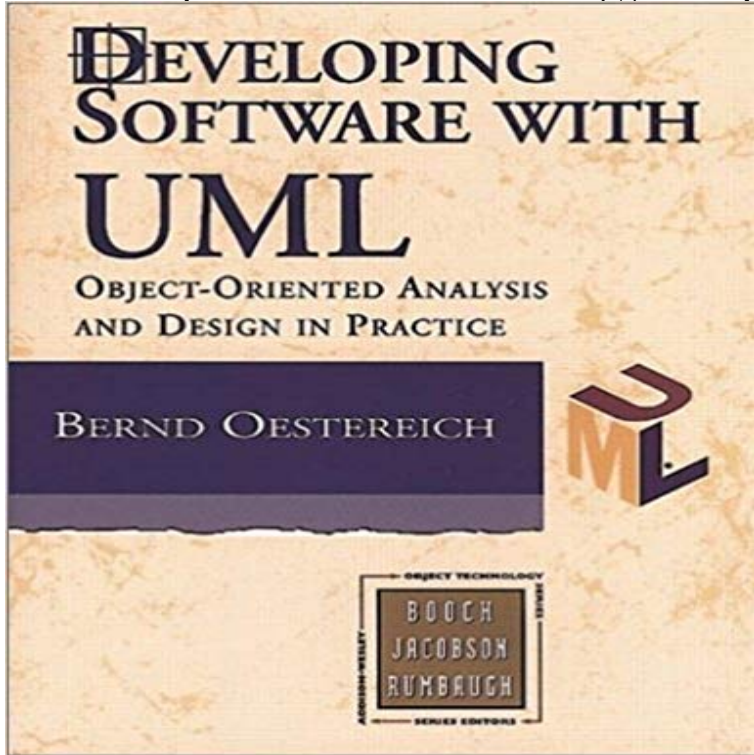 DEVELOPING
SOFTWARE WITH
UML
OBJECT-ORIENTED ANALYSIS
AND DESIGN IN PRACTICE
BERND OESTEREICH
UML
OBJECT TECHNOLOGY
SERIES
BOOCH
JACOBSON
RUMBAUGH
ADDISON-WESLEY
SERIES EDITORS